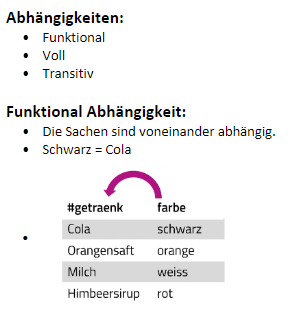 Abhängigkeiten:
• Funktional
• Voll
• Transitiv
Funktional Abhängigkeit:
• Die Sachen sind voneinander abhängig.
• Schwarz = Cola
•
#getraenk farbe
Cola schwarz
Orangensaft orange
Milch weiss
Himbeersirup rot